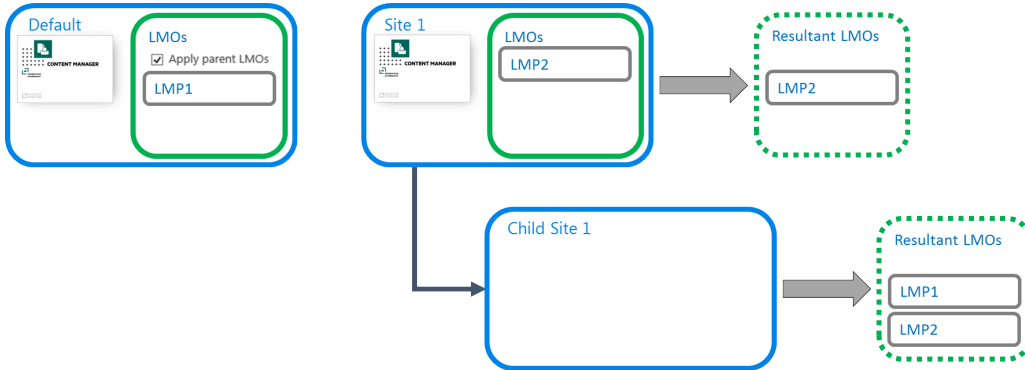 Default
CONTENT MANAGER
LMOs
Apply parent LMOs
LMP1
Site 1
CONTENT MANAGER
LMOs
LMP2
Resultant LMOs
LMP2
Child Site 1
Resultant LMOs
LMP1
LMP2